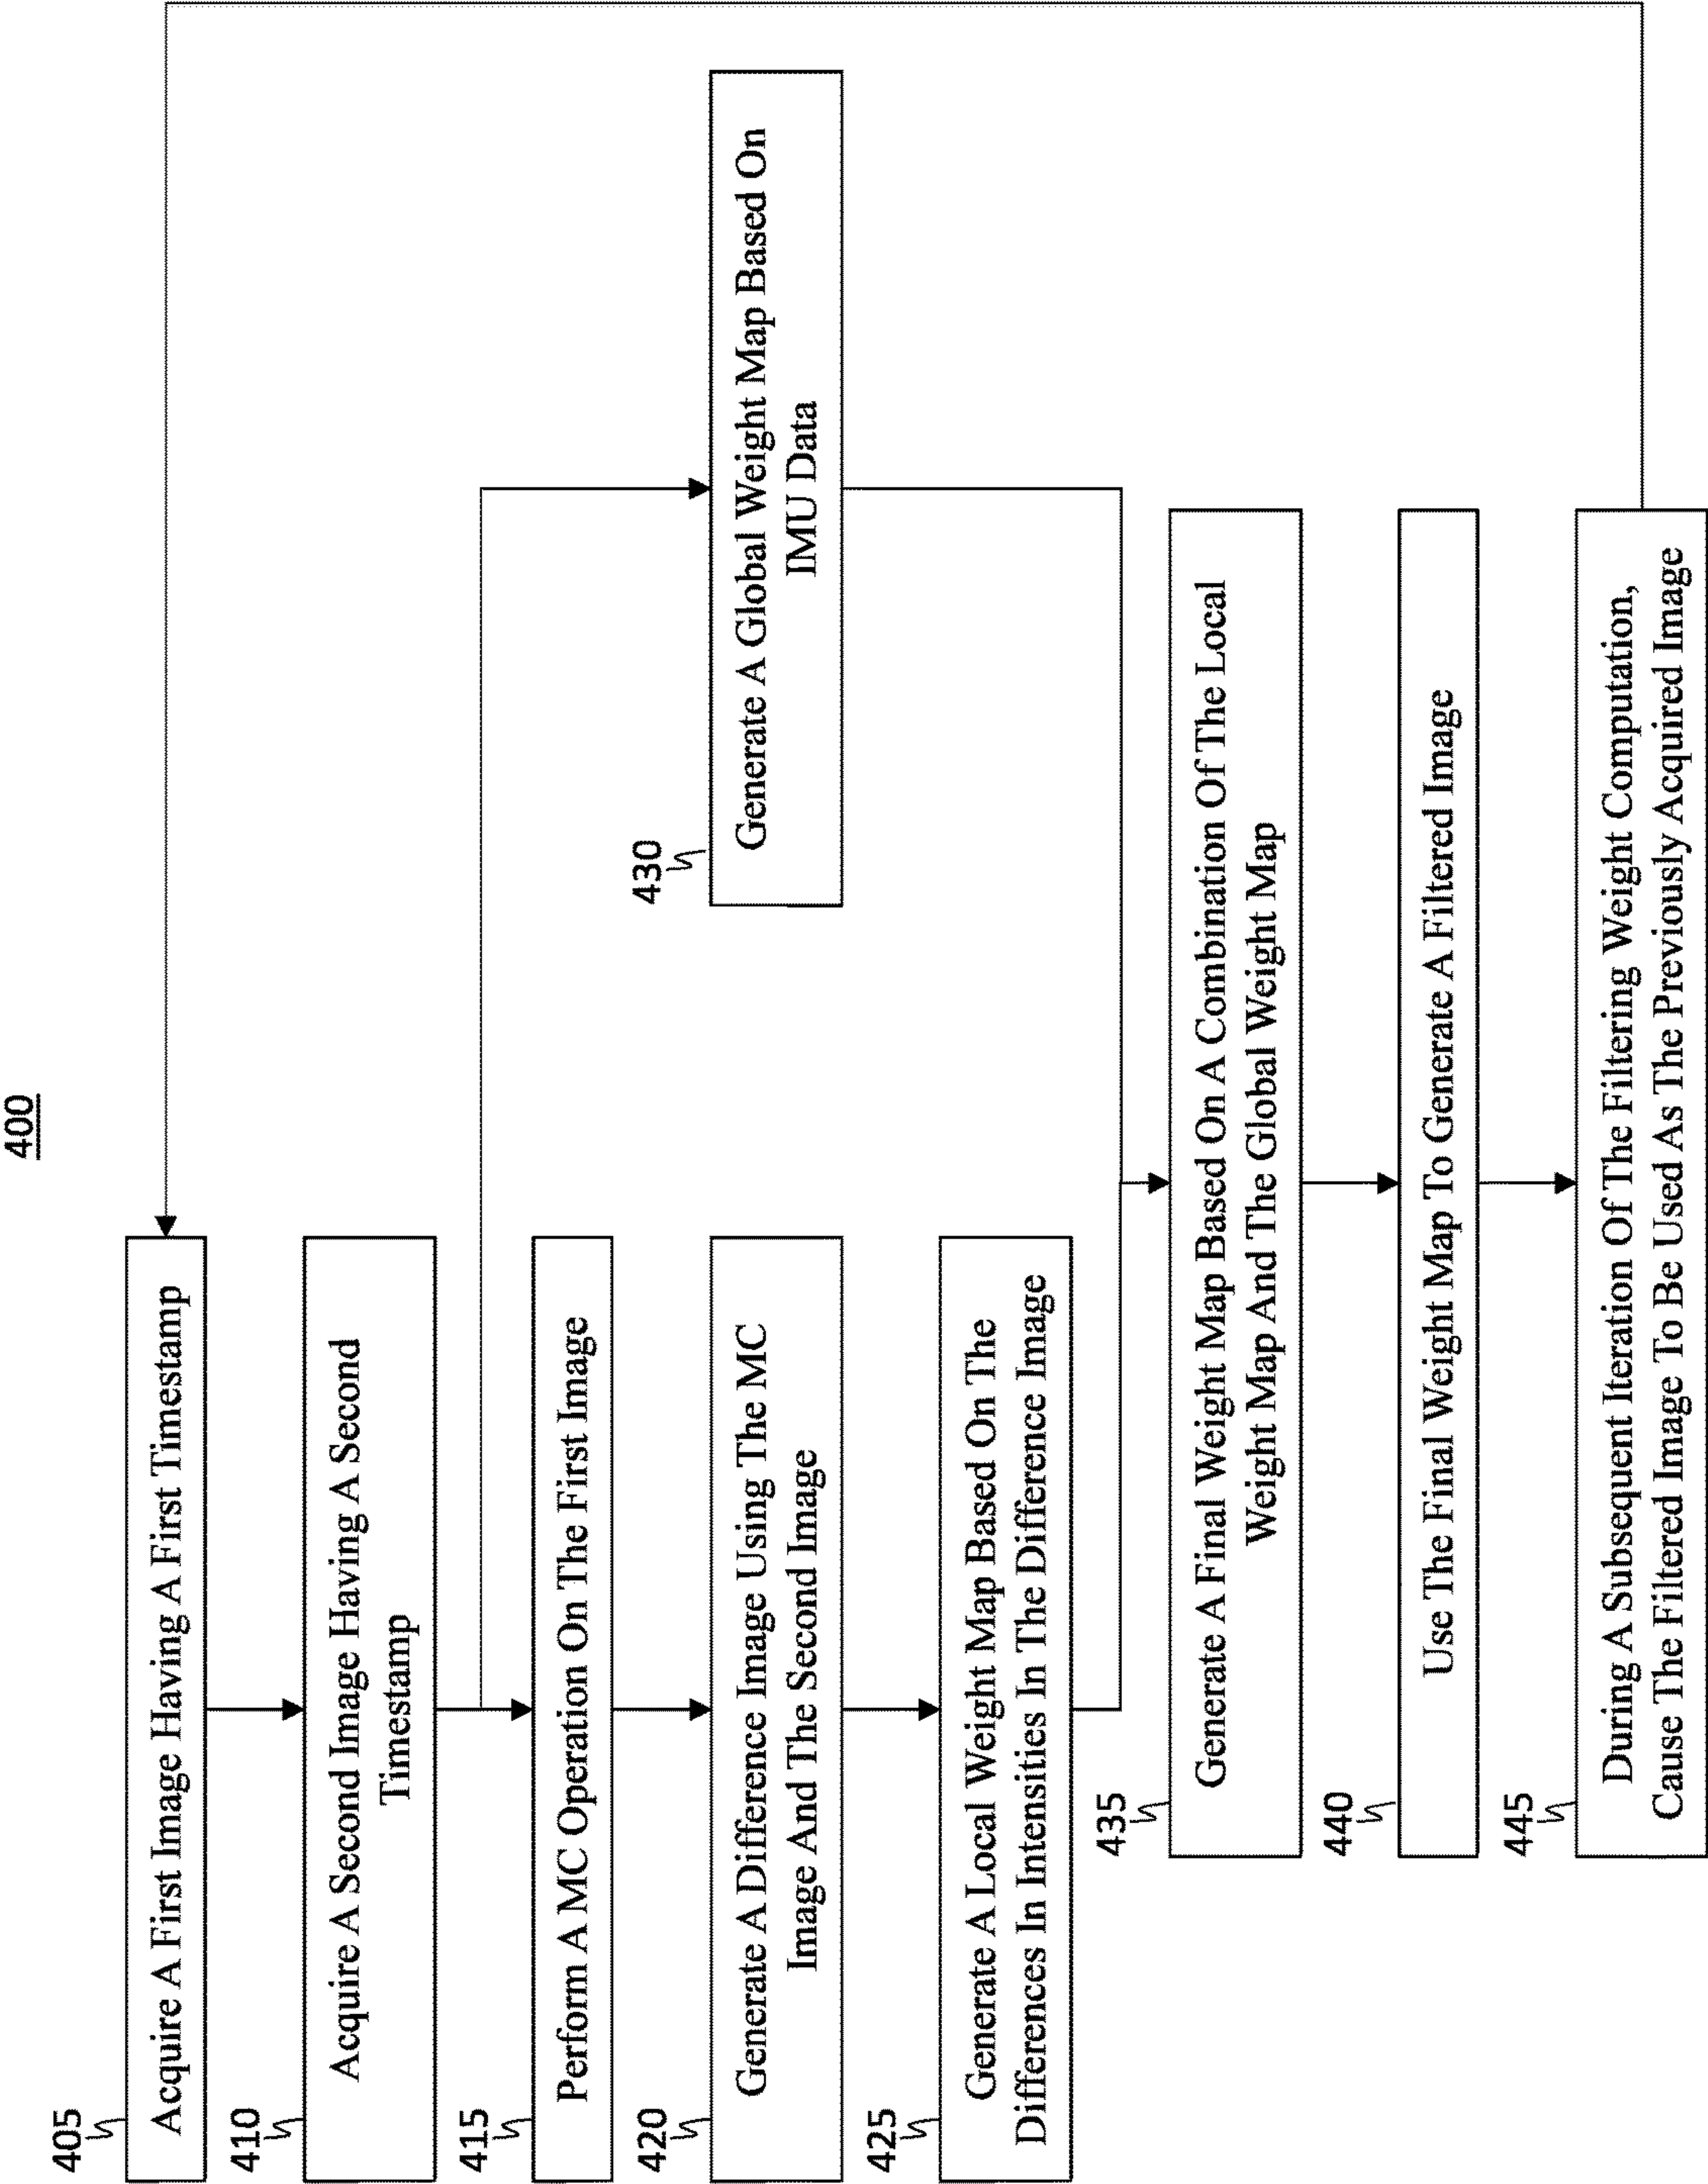 400
405
Acquire A First Image Having A First Timestamp
410
Acquire A Second Image Having A Second
Timestamp
415
Perform A MC Operation On The First Image
420
Generate A Difference Image Using The MC
Image And The Second Image
425
Generate A Local Weight Map Based On The
Differences In Intensities In The Difference Image
430
Generate A Global Weight Map Based On
IMU Data
435
Generate A Final Weight Map Based On A Combination Of The Local
Weight Map And The Global Weight Map
440
Use The Final Weight Map To Generate A Filtered Image
445
During A Subsequent Iteration Of The Filtering Weight Computation,
Cause The Filtered Image To Be Used As The Previously Acquired Image